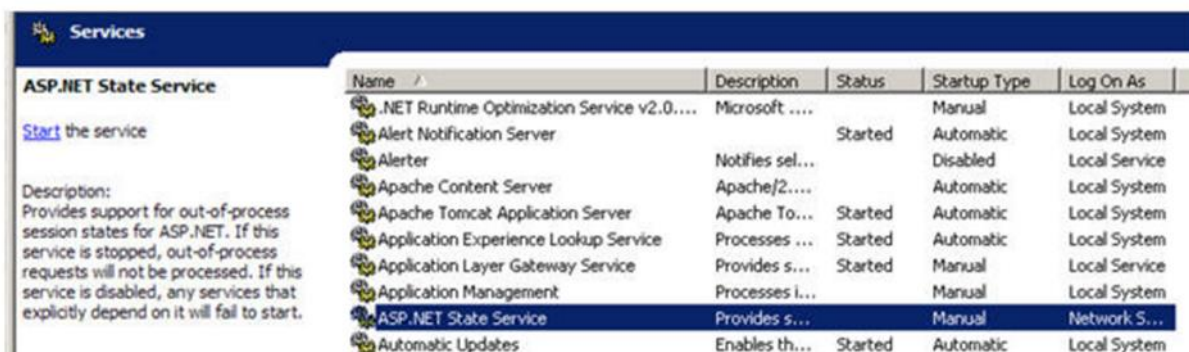 Services
ASP.NET State Service
Start the service
Description:
Provides support for out-of-process
session states for ASP.NET. If this
service is stopped, out-of-process
requests will not be processed. If this
service is disabled, any services that
explicitly depend on it will fail to start.
Name Description Status Startup Type Log On As
.NET Runtime Optimization Service v2.0.... Microsoft .... Manual Local System
Alert Notification Server Started Automatic Local System
Alerter Notifies sel... Disabled Local Service
Apache Content Server Apache/2.... Automatic Local System
Apache Tomcat Application Server Apache To... Started Automatic Local System
Application Experience Lookup Service Processes ... Started Automatic Local System
Application Layer Gateway Service Provides s... Started Manual Local Service
Application Management Processes i... Manual Local System
ASP.NET State Service Provides s... Manual Network S...
Automatic Updates Enables th... Started Automatic Local System